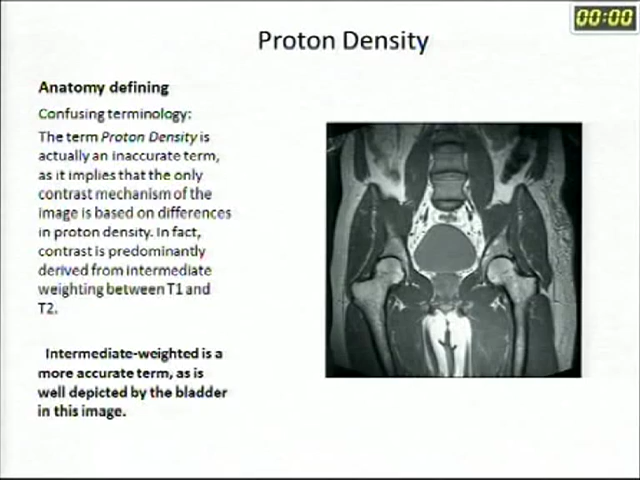 00:00
Proton Density
Anatomy defining
Confusing terminology:
The term Proton Density is
actually an inaccurate term,
as it implies that the only
contrast mechanism of the
image is based on differences
in proton density. In fact,
contrast is predominantly
derived from intermediate
weighting between T1 and
T2.
Intermediate-weighted is a
more accurate term, as is
well depicted by the bladder
in this image.